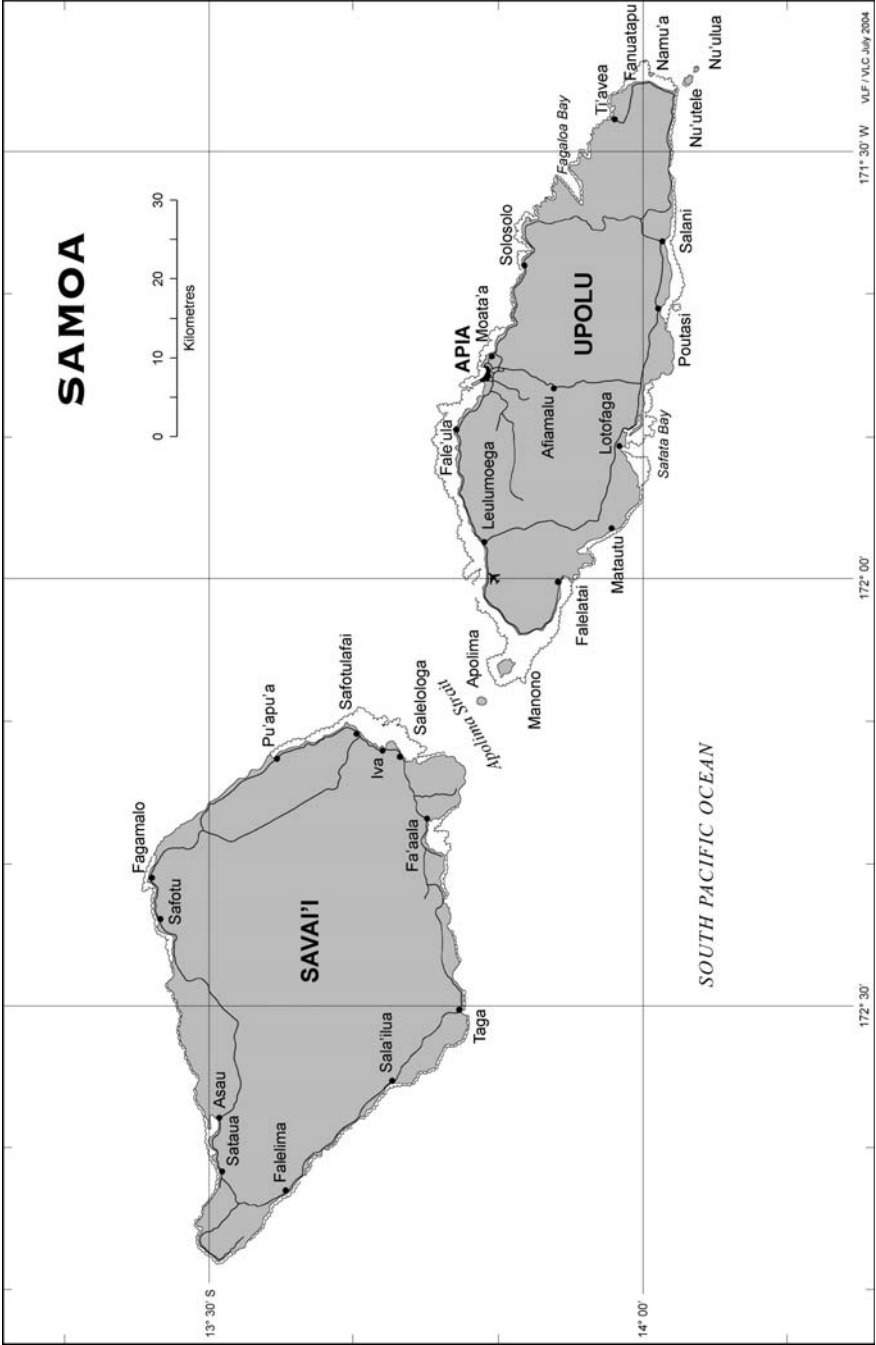 SAMOA
0 10 20 30
Kilometres
Fagamalo
Safotu
Pu'apu'a
Asau
Sataua
Falelima
SAVAI'I
Safotulafai
Iva
Salelologa
Sala'ilua
Fa'aala
Taga
Apolima Strait
Apolima
Manono
Fale'ula
Leulumoega
APIA
Moata'a
Solosolo
Fagaloa Bay
Ti'avea
Fanuatapu
Namu'a
Nu'ulua
Nu'utele
Afiamalu
UPOLU
Lotofaga
Safata Bay
Falelatai
Matautu
Poutasi
Salani
SOUTH PACIFIC OCEAN
13° 30' S
14° 00'
172° 30'
172° 00'
171° 30' W
VLF / VLC July 2004